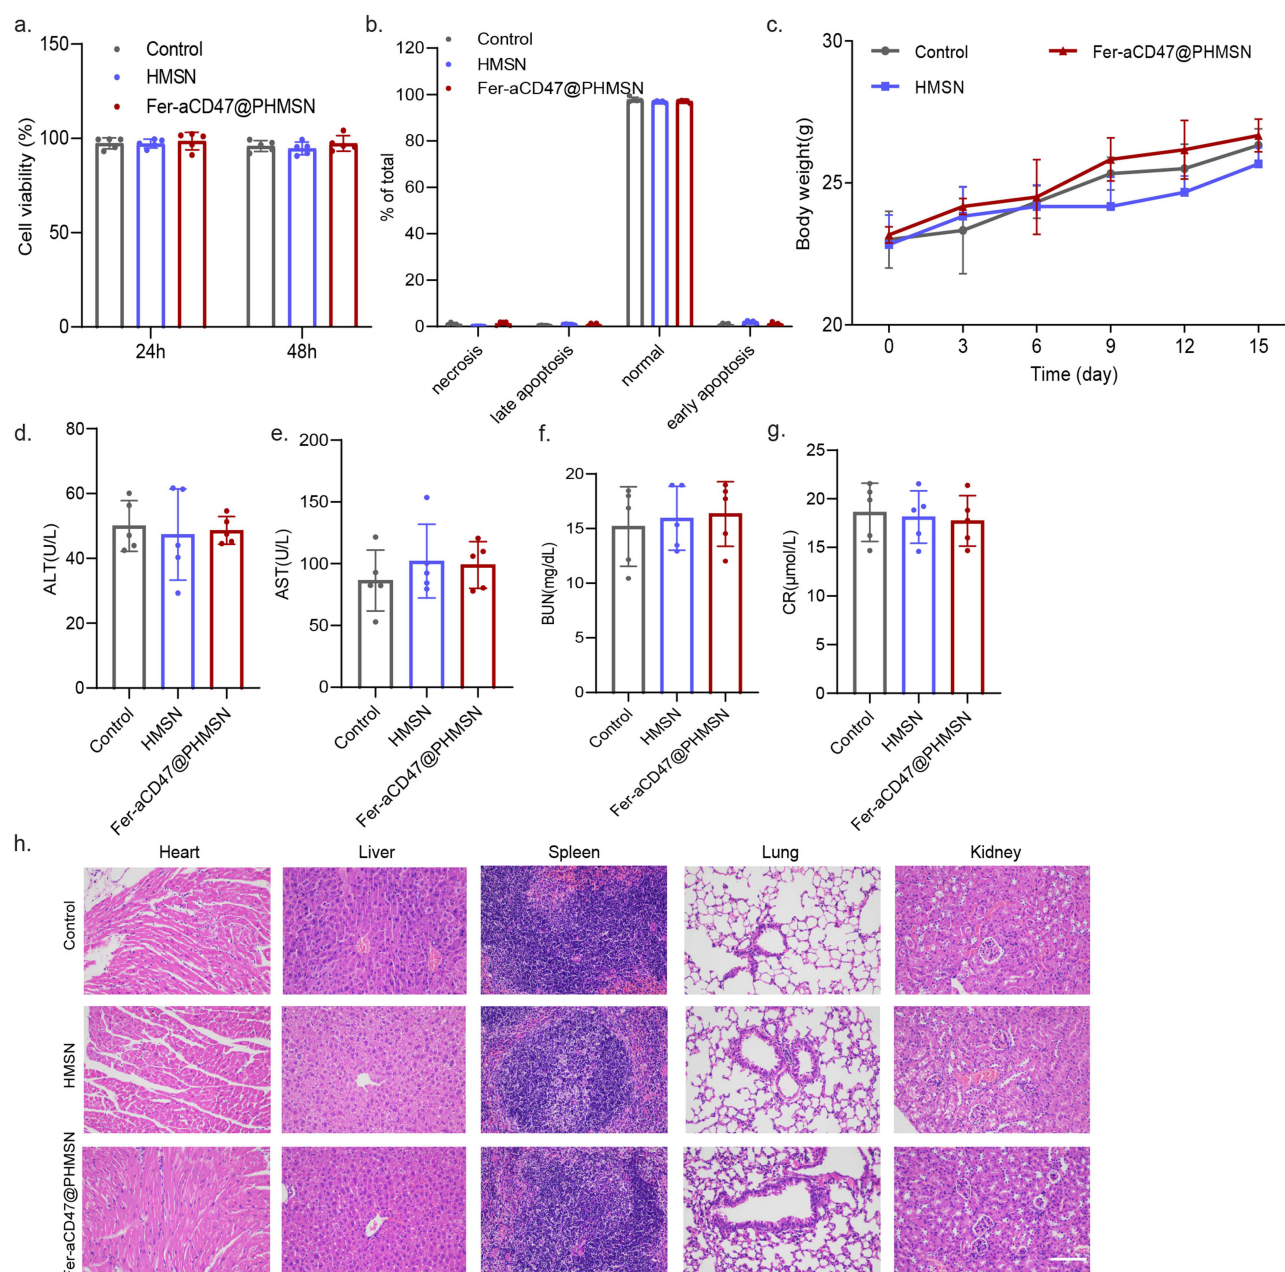 a.
150
100
50
0
Cell viability (%)
Control
HMSN
Fer-aCD47@PHMSN
24h
48h
b.
120
100
80
60
40
20
0
% of total
Control
HMSN
Fer-aCD47@PHMSN
necrosis
late apoptosis
normal
early apoptosis
c.
30
25
20
Body weight(g)
Control
HMSN
Fer-aCD47@PHMSN
0 3 6 9 12 15
Time (day)
d.
80
60
40
20
0
ALT(U/L)
Control
HMSN
Fer-aCD47@PHMSN
e.
200
150
100
50
0
AST(U/L)
Control
HMSN
Fer-aCD47@PHMSN
f.
20
15
10
5
0
BUN(mg/dL)
Control
HMSN
Fer-aCD47@PHMSN
g.
25
20
15
10
5
0
CR(μmol/L)
Control
HMSN
Fer-aCD47@PHMSN
h.
Heart Liver Spleen Lung Kidney
Control
HMSN
Fer-aCD47@PHMSN